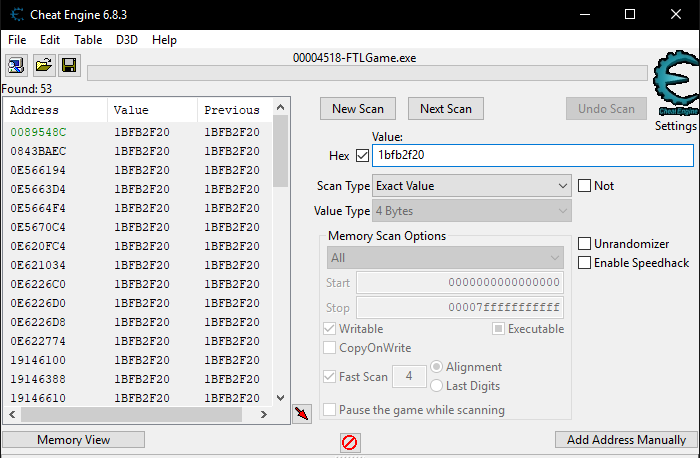 Cheat Engine 6.8.3
File Edit Table D3D Help
00004518-FTLGame.exe
Found: 53
Address Value Previous
0089548C 1BFB2F20 1BFB2F20
0843BAEC 1BFB2F20 1BFB2F20
0E566194 1BFB2F20 1BFB2F20
0E5663D4 1BFB2F20 1BFB2F20
0E5664F4 1BFB2F20 1BFB2F20
0E5670C4 1BFB2F20 1BFB2F20
0E620FC4 1BFB2F20 1BFB2F20
0E621034 1BFB2F20 1BFB2F20
0E6226C0 1BFB2F20 1BFB2F20
0E6226D0 1BFB2F20 1BFB2F20
0E6226D8 1BFB2F20 1BFB2F20
0E622774 1BFB2F20 1BFB2F20
19146100 1BFB2F20 1BFB2F20
19146388 1BFB2F20 1BFB2F20
19146610 1BFB2F20 1BFB2F20
Memory View
New Scan Next Scan Undo Scan
Cheat Engine
Settings
Value:
Hex 1bfb2f20
Scan Type Exact Value Not
Value Type 4 Bytes
Memory Scan Options
All
Start 0000000000000000
Stop 00007fffffffffff
Writable Executable
CopyOnWrite
Fast Scan 4 Alignment
Last Digits
Pause the game while scanning
Unrandomizer
Enable Speedhack
Add Address Manually